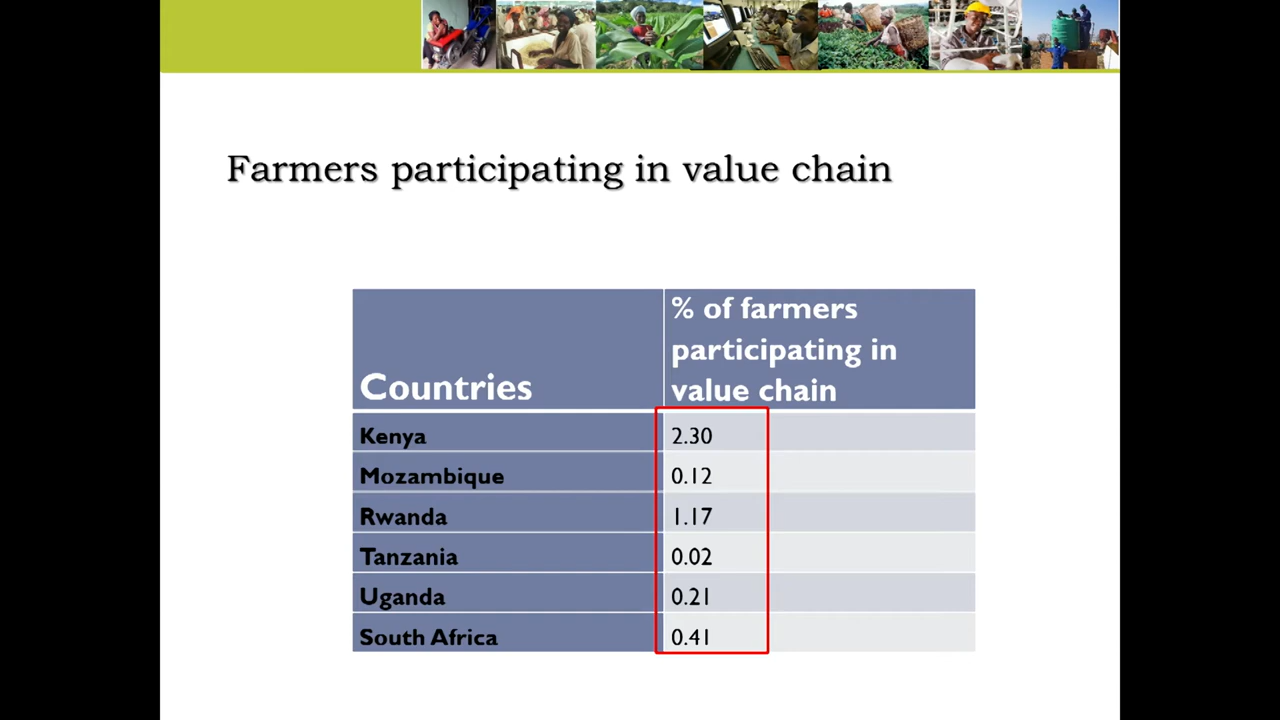 Farmers participating in value chain
Countries
% of farmers
participating in
value chain
Kenya 2.30
Mozambique 0.12
Rwanda 1.17
Tanzania 0.02
Uganda 0.21
South Africa 0.41